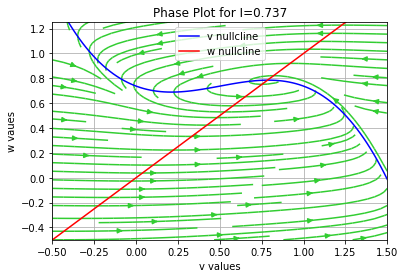 Phase Plot for I=0.737
1.2
1.0
0.8
0.6
0.4
0.2
0.0
−0.2
−0.4
w values
v nullcline
w nullcline
−0.50 −0.25 0.00 0.25 0.50 0.75 1.00 1.25 1.50
v values